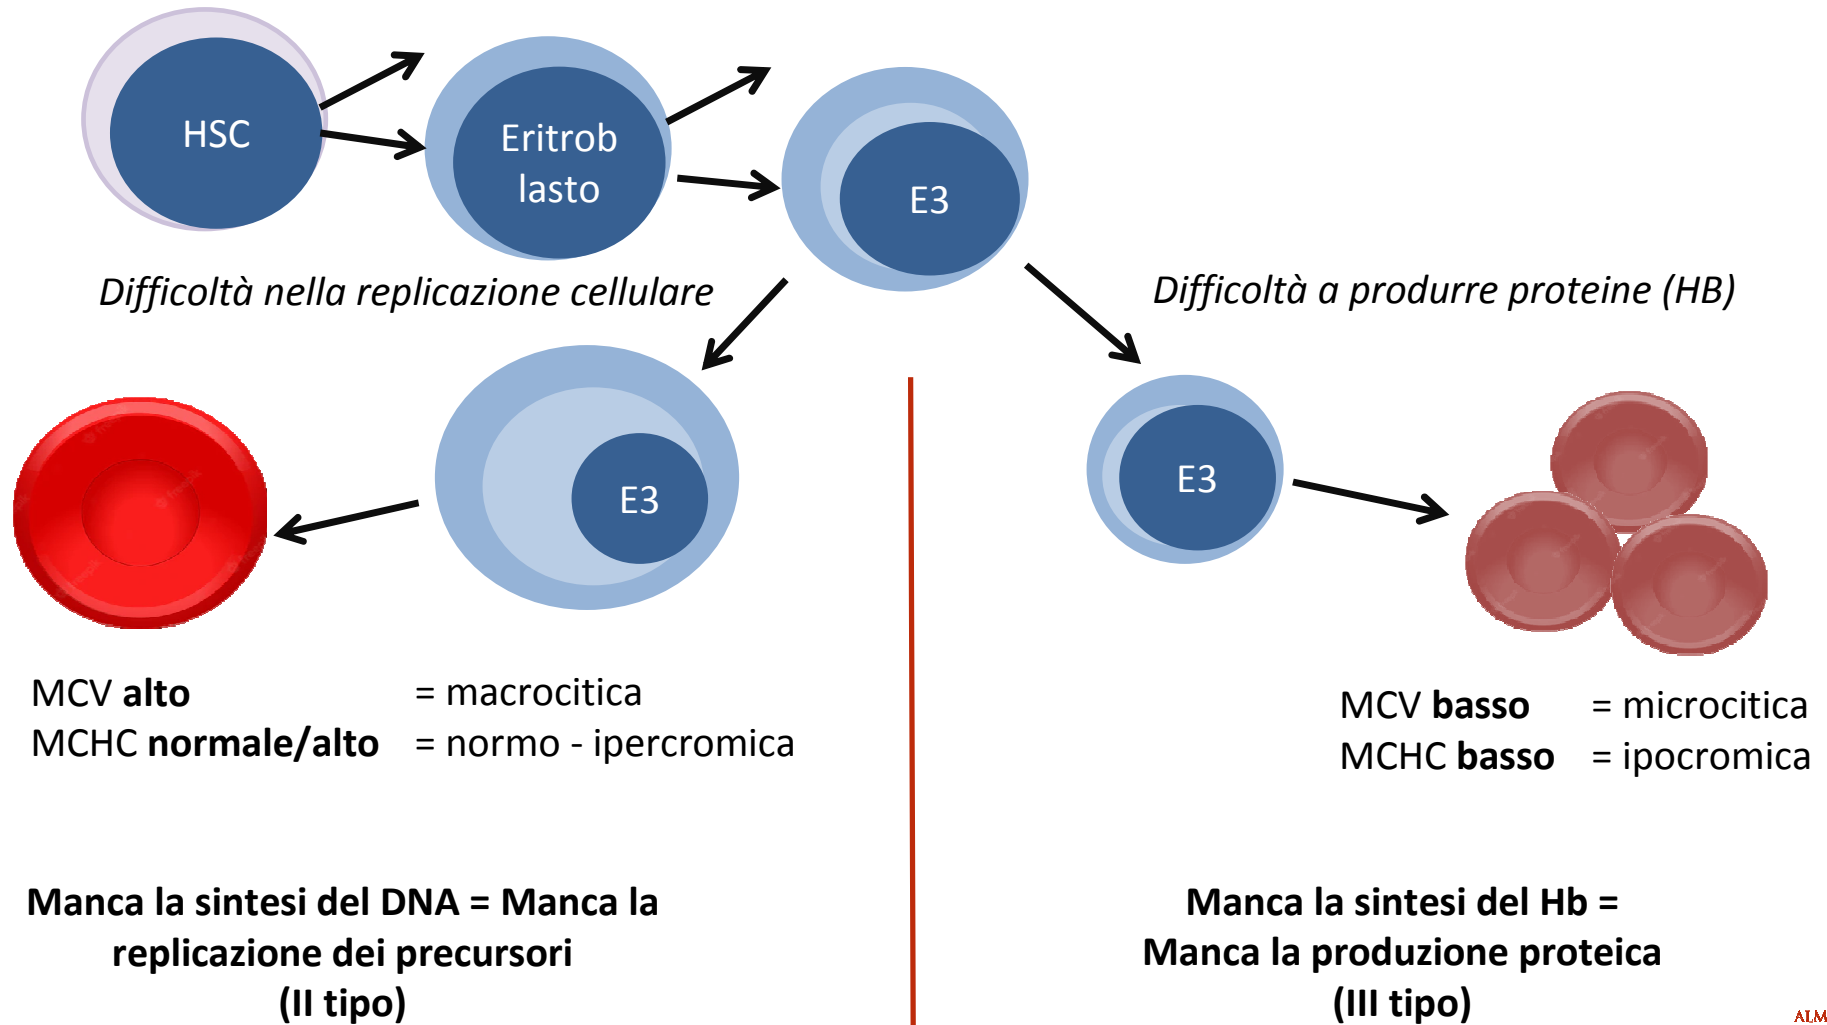 HSC
Eritrob
lasto
E3
Difficoltà nella replicazione cellulare
Difficoltà a produrre proteine (HB)
E3
E3
MCV alto = macrocitica
MCHC normale/alto = normo - ipercromica
MCV basso = microcitica
MCHC basso = ipocromica
Manca la sintesi del DNA = Manca la
replicazione dei precursori
(II tipo)
Manca la sintesi del Hb =
Manca la produzione proteica
(III tipo)
ALM